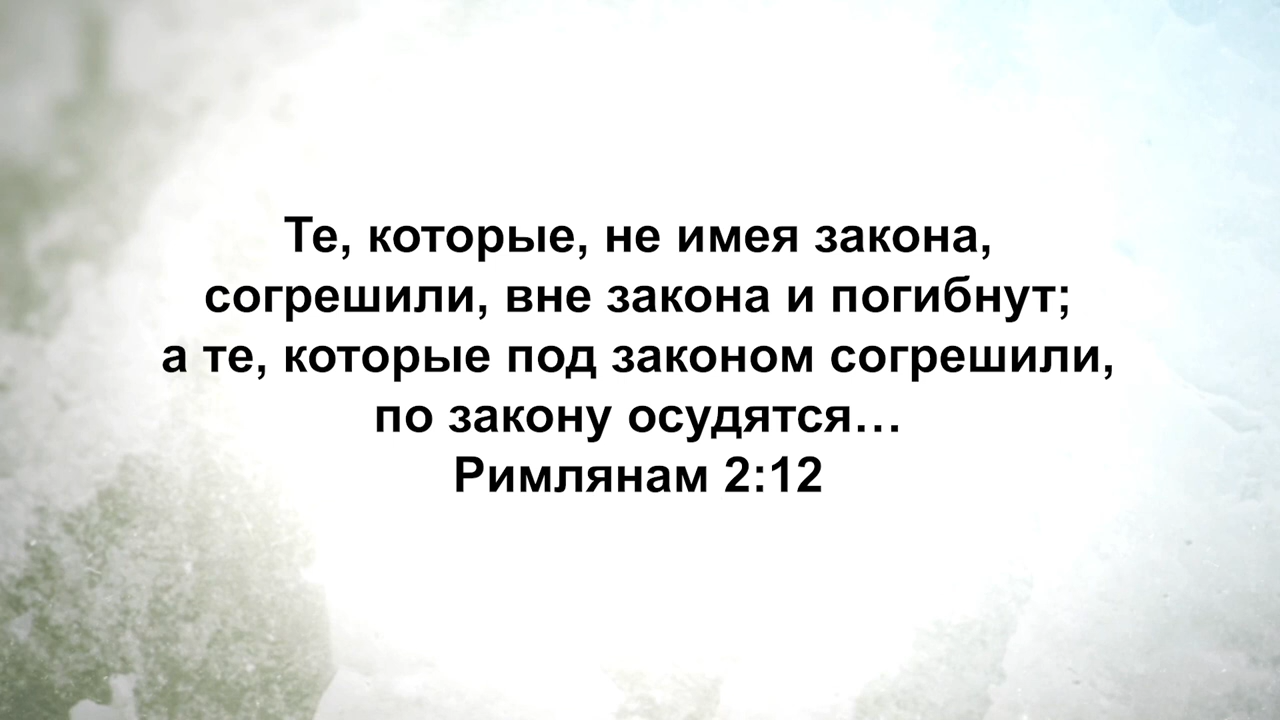 Те, которые, не имея закона,
согрешили, вне закона и погибнут;
а те, которые под законом согрешили,
по закону осудятся…
Римлянам 2:12